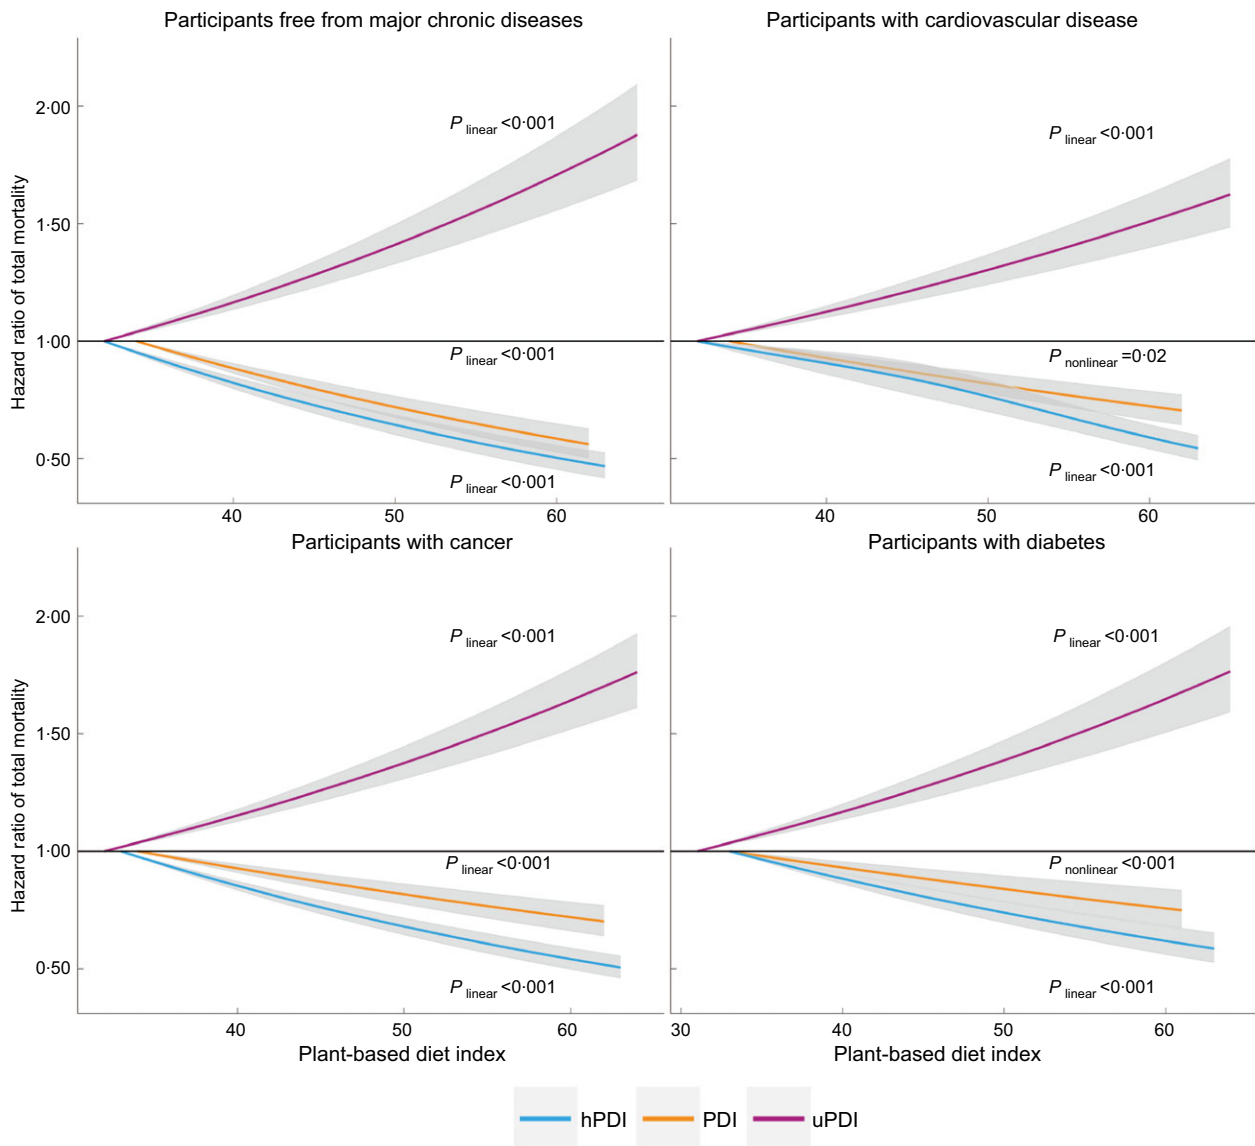 Participants free from major chronic diseases
Participants with cardiovascular disease
Hazard ratio of total mortality
2·00
1·50
1·00
0·50
P linear <0·001
P linear <0·001
P linear <0·001
P linear <0·001
P nonlinear =0·02
P linear <0·001
40 50 60
40 50 60
Participants with cancer
Participants with diabetes
Hazard ratio of total mortality
2·00
1·50
1·00
0·50
P linear <0·001
P linear <0·001
P linear <0·001
P linear <0·001
P nonlinear <0·001
P linear <0·001
40 50 60
30 40 50 60
Plant-based diet index
Plant-based diet index
hPDI PDI uPDI